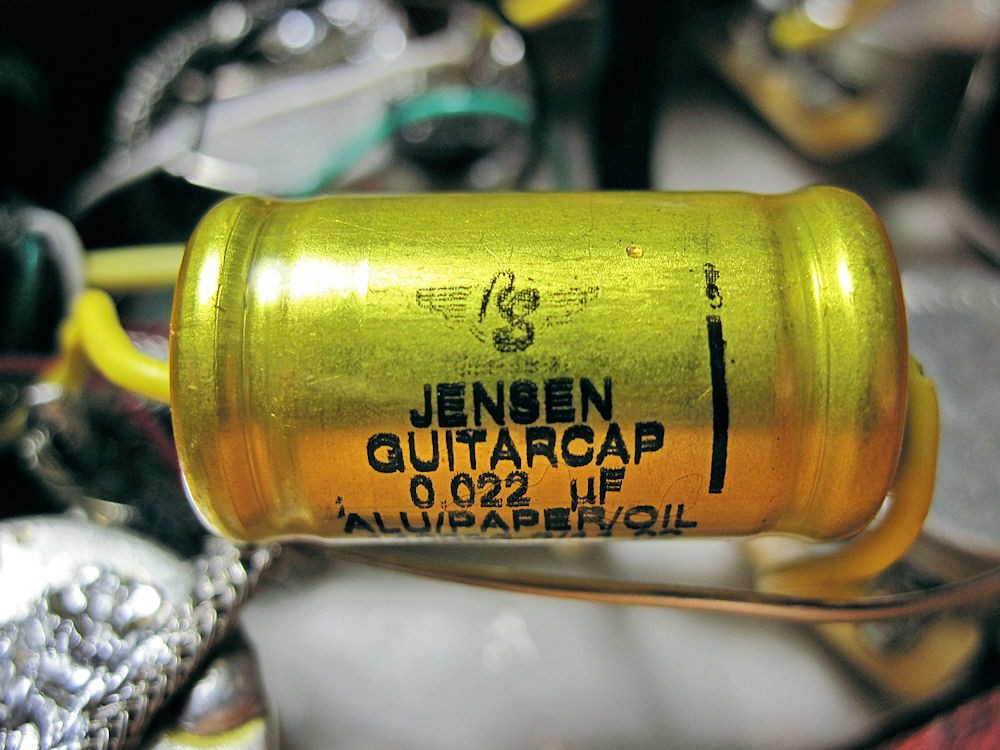 JENSEN
GUITARCAP
0.022 µF
ALU/PAPER/OIL